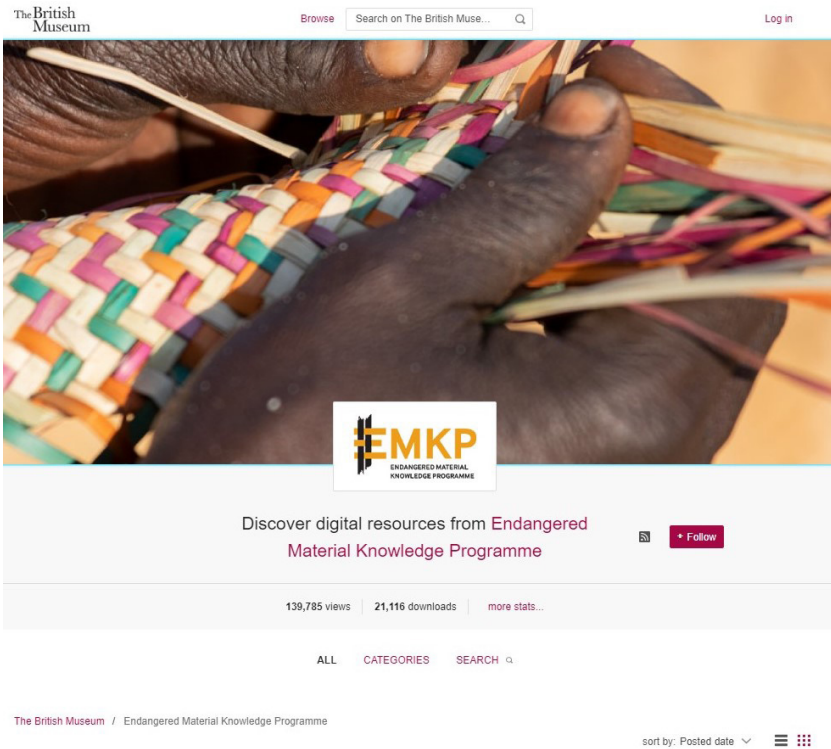 The British
Museum
Browse
Search on The British Muse...
Log in
EMKP
ENDANGERED MATERIAL
KNOWLEDGE PROGRAMME
Discover digital resources from Endangered
Material Knowledge Programme
+ Follow
139,785 views
21,116 downloads
more stats...
ALL
CATEGORIES
SEARCH
The British Museum / Endangered Material Knowledge Programme
sort by: Posted date